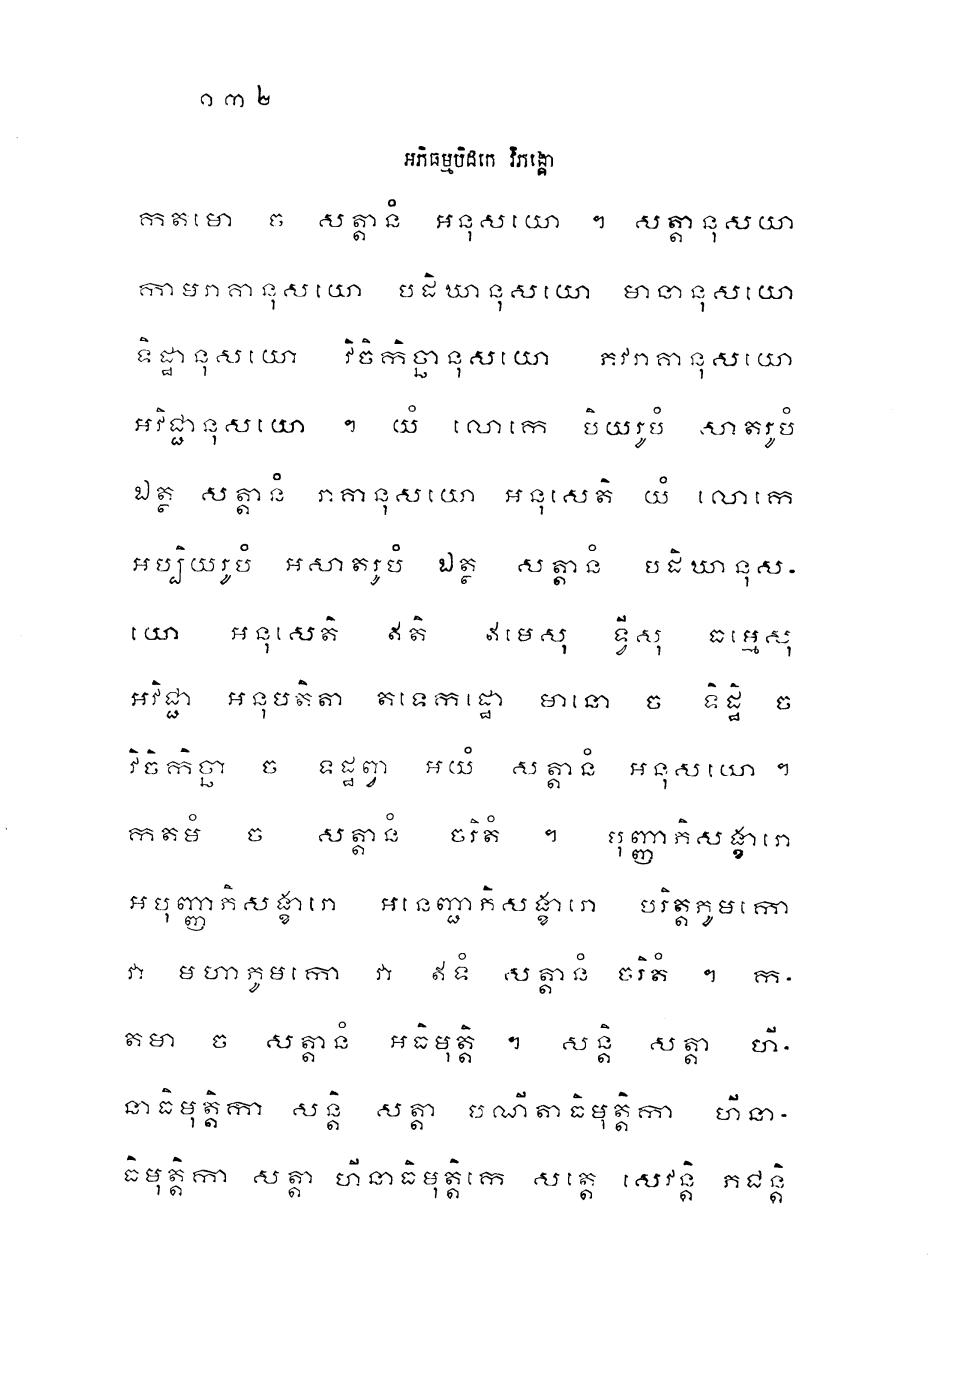 ១៣២
អភិធម្មបិដកេ វិភង្គោ
កតមោ ច សត្តានំ អនុសយោ ។ សត្តានុសយា
កាមរាគានុសយោ បដិឃានុសយោ មានានុសយោ
ទិដ្ឋានុសយោ វិចិកិច្ឆានុសយោ ភវរាគានុសយោ
អវិជ្ជានុសយោ ។ យំ លោកេ បិយរូបំ សាតរូបំ
ឯត្ថ សត្តានំ រាគានុសយោ អនុសេតិ យំ លោកេ
អប្បិយរូបំ អសាតរូបំ ឯត្ថ សត្តានំ បដិឃានុស-
យោ អនុសេតិ ឥតិ ឥមេសុ ទ្វីសុ ធម្មេសុ
អវិជ្ជា អនុបតិតា តទេកដ្ឋោ មានោ ច ទិដ្ឋិ ច
វិចិកិច្ឆា ច ទដ្ឋព្វា អយំ សត្តានំ អនុសយោ ។
កតមំ ច សត្តានំ ចរិតំ ។ បុញ្ញាភិសង្ខារោ
អបុញ្ញាភិសង្ខារោ អនេញ្ជាភិសង្ខារោ បរិត្តភូមកោ
វា មហាភូមកោ វា ឥទំ សត្តានំ ចរិតំ ។ ក-
តមា ច សត្តានំ អធិមុត្តិ ។ សន្តិ សត្តា ហី-
នាធិមុត្តិកា សន្តិ សត្តា បណីតាធិមុត្តិកា ហីនា-
ធិមុត្តិកា សត្តា ហីនាធិមុត្តិកេ សត្តេ សេវន្តិ ភជន្តិ